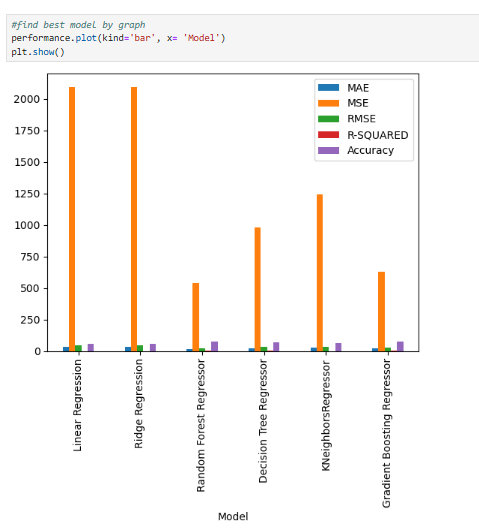 #find best model by graph
performance.plot(kind='bar', x= 'Model')
plt.show()
MAE
MSE
RMSE
R-SQUARED
Accuracy
2000
1750
1500
1250
1000
750
500
250
0
Linear Regression
Ridge Regression
Random Forest Regressor
Decision Tree Regressor
KNeighborsRegressor
Gradient Boosting Regressor
Model